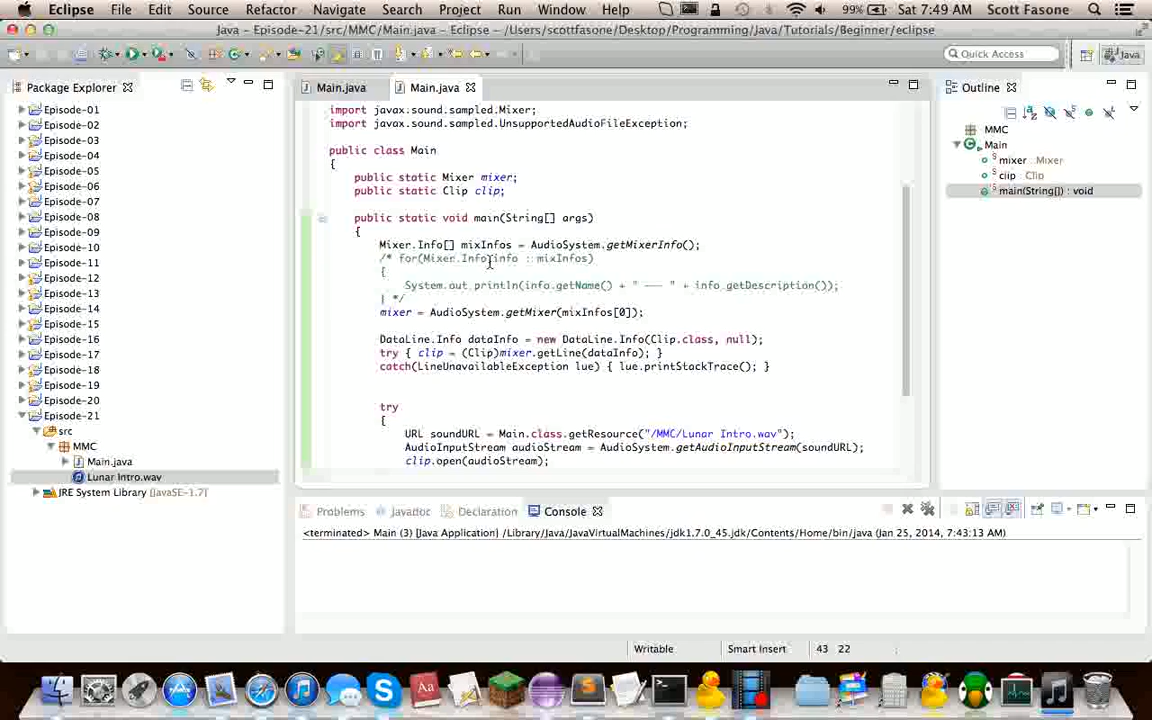 Eclipse File Edit Source Refactor Navigate Search Project Run Window Help 99% Sat 7:49 AM Scott Fasone
Java - Episode-21/src/MMC/Main.java - Eclipse - /Users/scottfasone/Desktop/Programming/Java/Tutorials/Beginner/eclipse
Quick Access Java
Package Explorer
Main.java Main.java
Outline
Episode-01
Episode-02
Episode-03
Episode-04
Episode-05
Episode-06
Episode-07
Episode-08
Episode-09
Episode-10
Episode-11
Episode-12
Episode-13
Episode-14
Episode-15
Episode-16
Episode-17
Episode-18
Episode-19
Episode-20
Episode-21
src
MMC
Main.java
Lunar Intro.wav
JRE System Library [JavaSE-1.7]
import javax.sound.sampled.Mixer;
import javax.sound.sampled.UnsupportedAudioFileException;
public class Main
{
public static Mixer mixer;
public static Clip clip;
public static void main(String[] args)
{
Mixer.Info[] mixInfos = AudioSystem.getMixerInfo();
/* for(Mixer.Info info : mixInfos)
{
System.out.println(info.getName() + " --- " + info.getDescription());
} */
mixer = AudioSystem.getMixer(mixInfos[0]);
DataLine.Info dataInfo = new DataLine.Info(Clip.class, null);
try { clip = (Clip)mixer.getLine(dataInfo); }
catch(LineUnavailableException lue) { lue.printStackTrace(); }
try
{
URL soundURL = Main.class.getResource("/MMC/Lunar Intro.wav");
AudioInputStream audioStream = AudioSystem.getAudioInputStream(soundURL);
clip.open(audioStream);
MMC
Main
mixer : Mixer
clip : Clip
main(String[]) : void
Problems Javadoc Declaration Console
<terminated> Main (3) [Java Application] /Library/Java/JavaVirtualMachines/jdk1.7.0_45.jdk/Contents/Home/bin/java (Jan 25, 2014, 7:43:13 AM)
Writable Smart Insert 43 22